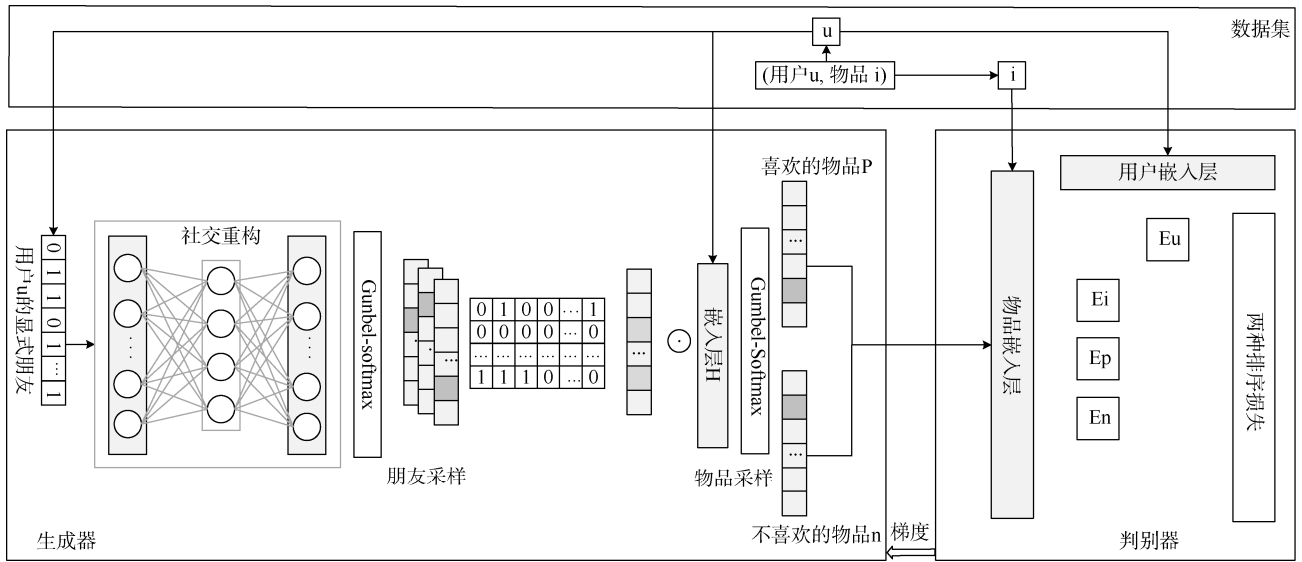 数据集
u
(用户u, 物品 i)
i
用户u的显式朋友
0
1
1
0
1
...
1
社交重构
Gunbel-softmax
朋友采样
...
0 1 0 0 ... 1
0 0 0 0 ... 0
... ... ... ... ... ...
1 1 1 0 ... 0
...
嵌入层H
Gumbel-Softmax
物品采样
喜欢的物品P
...
...
不喜欢的物品n
生成器
梯度
物品嵌入层
用户嵌入层
Eu
Ei
Ep
En
两种排序损失
判别器